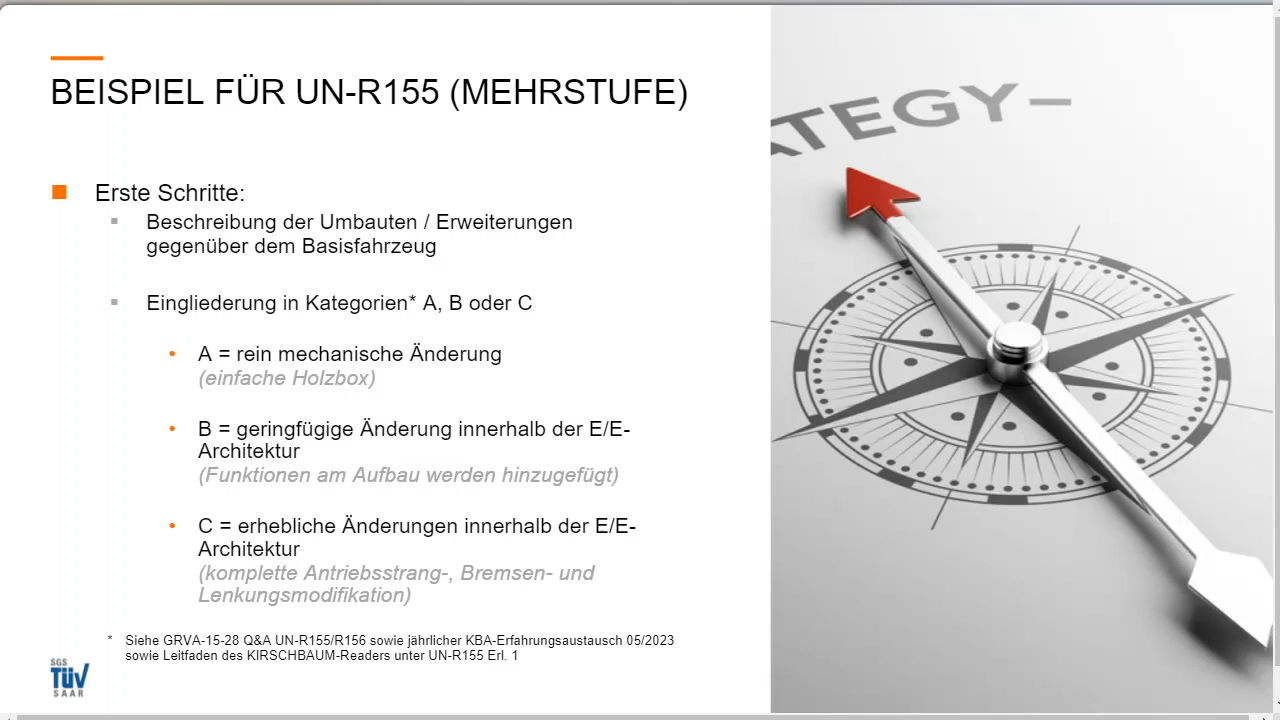 BEISPIEL FÜR UN-R155 (MEHRSTUFE)
Erste Schritte:
Beschreibung der Umbauten / Erweiterungen
gegenüber dem Basisfahrzeug
Eingliederung in Kategorien* A, B oder C
A = rein mechanische Änderung
(einfache Holzbox)
B = geringfügige Änderung innerhalb der E/E-
Architektur
(Funktionen am Aufbau werden hinzugefügt)
C = erhebliche Änderungen innerhalb der E/E-
Architektur
(komplette Antriebsstrang-, Bremsen- und
Lenkungsmodifikation)
* Siehe GRVA-15-28 Q&A UN-R155/R156 sowie jährlicher KBA-Erfahrungsaustausch 05/2023
sowie Leitfaden des KIRSCHBAUM-Readers unter UN-R155 Erl. 1
SGS
TÜV
SAAR
ATEGY–